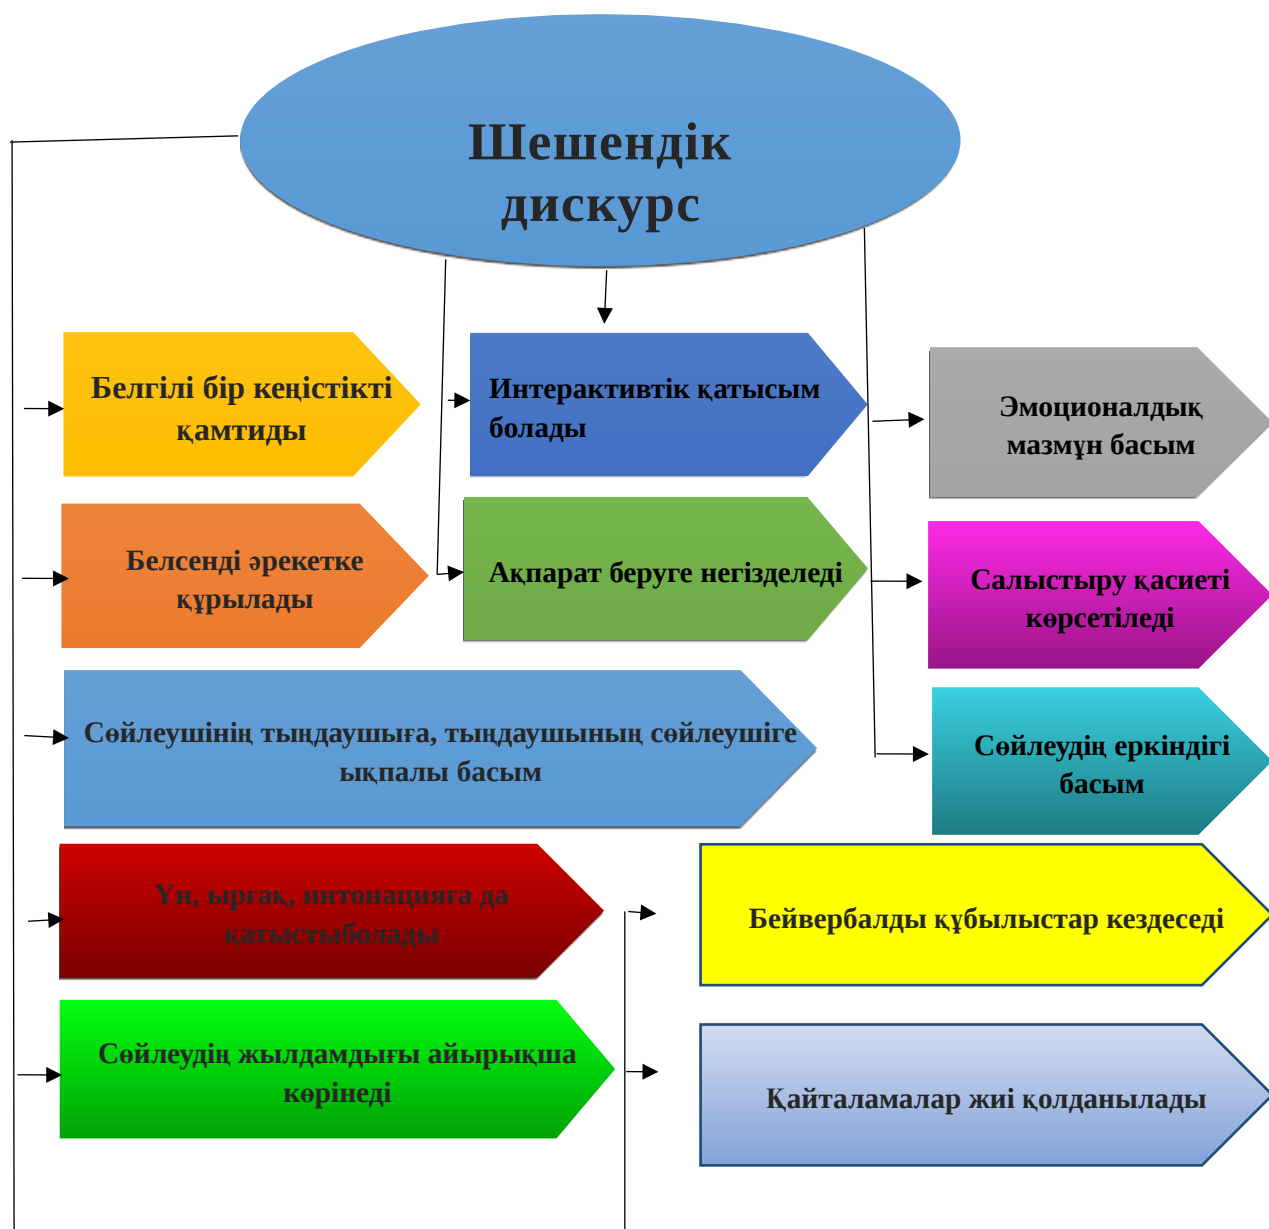 Шешендік
дискурс
Белгілі бір кеңістікті
қамтиды
Интерактивтік қатысым
болады
Эмоционалдық
мазмұн басым
Белсенді әрекетке
құрылады
Ақпарат беруге негізделеді
Салыстыру қасиеті
көрсетіледі
Сөйлеушінің тыңдаушыға, тыңдаушының сөйлеушіге
ықпалы басым
Сөйлеудің еркіндігі
басым
Үн, ырғақ, интонацияға да
қатыстыболады
Бейвербалды құбылыстар кездеседі
Сөйлеудің жылдамдығы айырықша
көрінеді
Қайталамалар жиі қолданылады